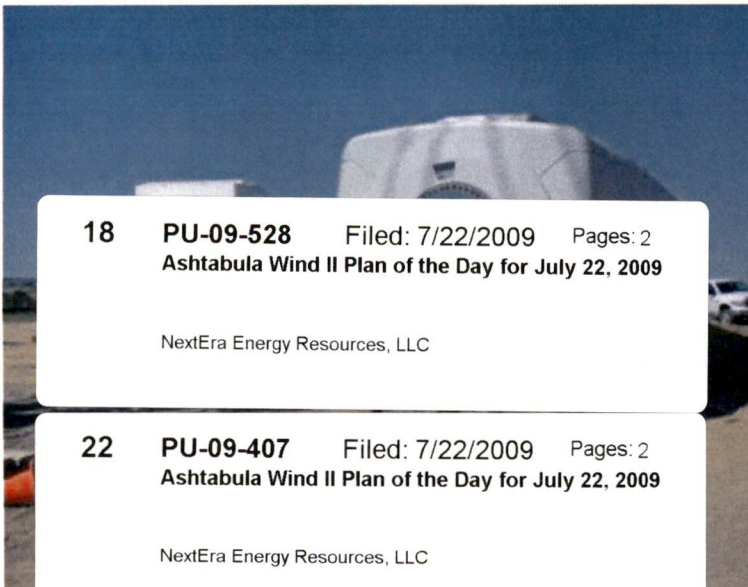 18 PU-09-528 Filed: 7/22/2009 Pages: 2
Ashtabula Wind II Plan of the Day for July 22, 2009
NextEra Energy Resources, LLC
22 PU-09-407 Filed: 7/22/2009 Pages: 2
Ashtabula Wind II Plan of the Day for July 22, 2009
NextEra Energy Resources, LLC